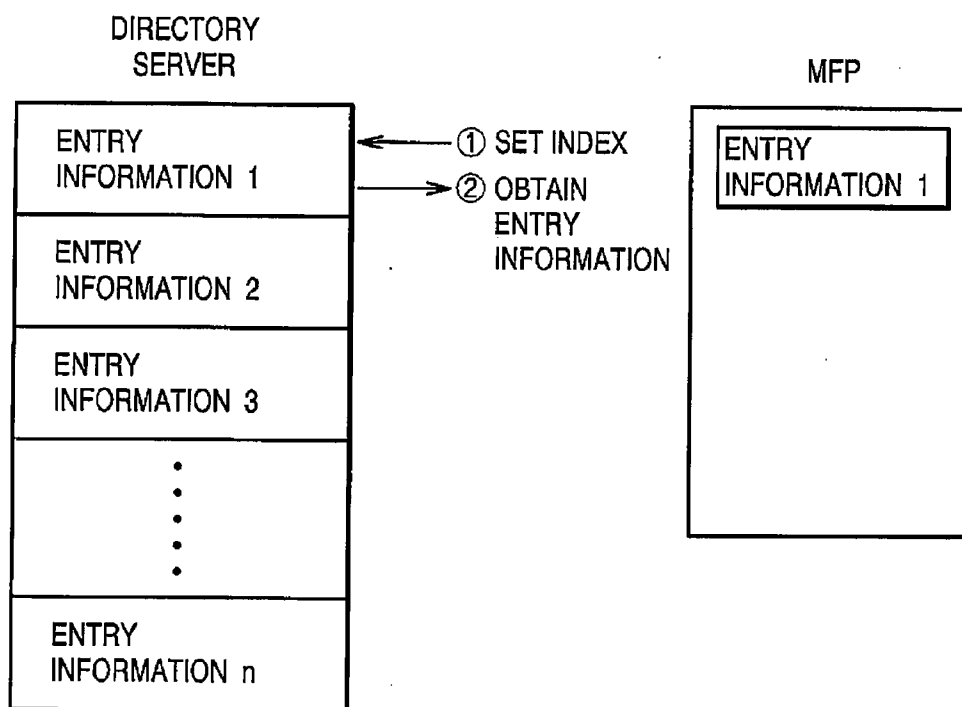 DIRECTORY
SERVER
MFP
ENTRY
INFORMATION 1
① SET INDEX
② OBTAIN
ENTRY
INFORMATION
ENTRY
INFORMATION 1
ENTRY
INFORMATION 2
ENTRY
INFORMATION 3
ENTRY
INFORMATION n